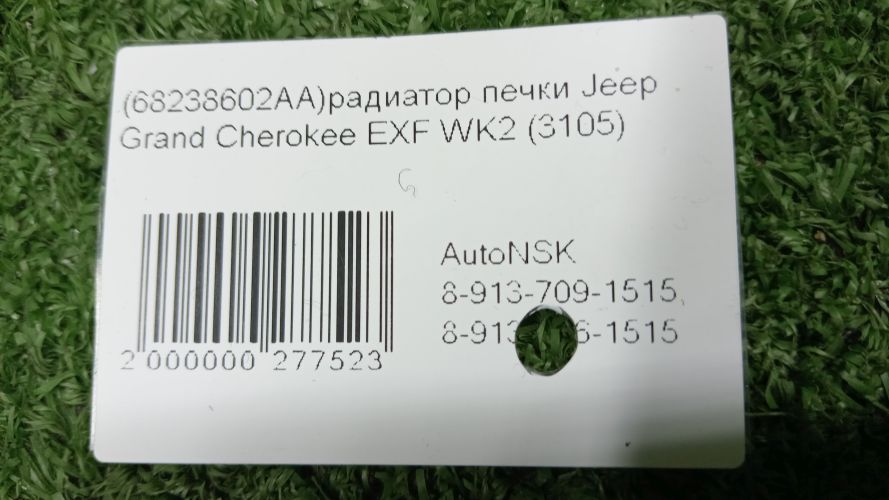 (68238602AA)радиатор печки Jeep
Grand Cherokee EXF WK2 (3105)
AutoNSK
8-913-709-1515,
2 000000 277523